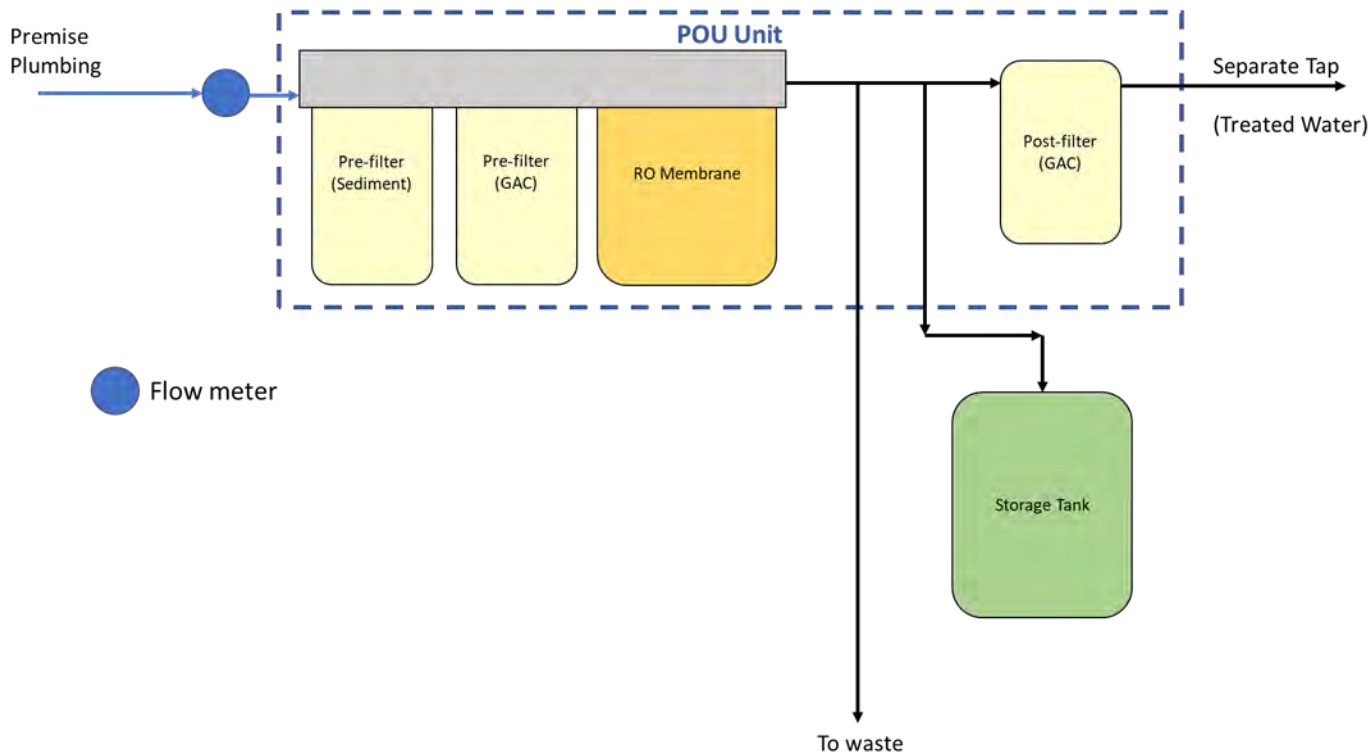 POU Unit
Premise
Plumbing
Separate Tap
(Treated Water)
Pre-filter
(Sediment)
Pre-filter
(GAC)
RO Membrane
Post-filter
(GAC)
Flow meter
Storage Tank
To waste